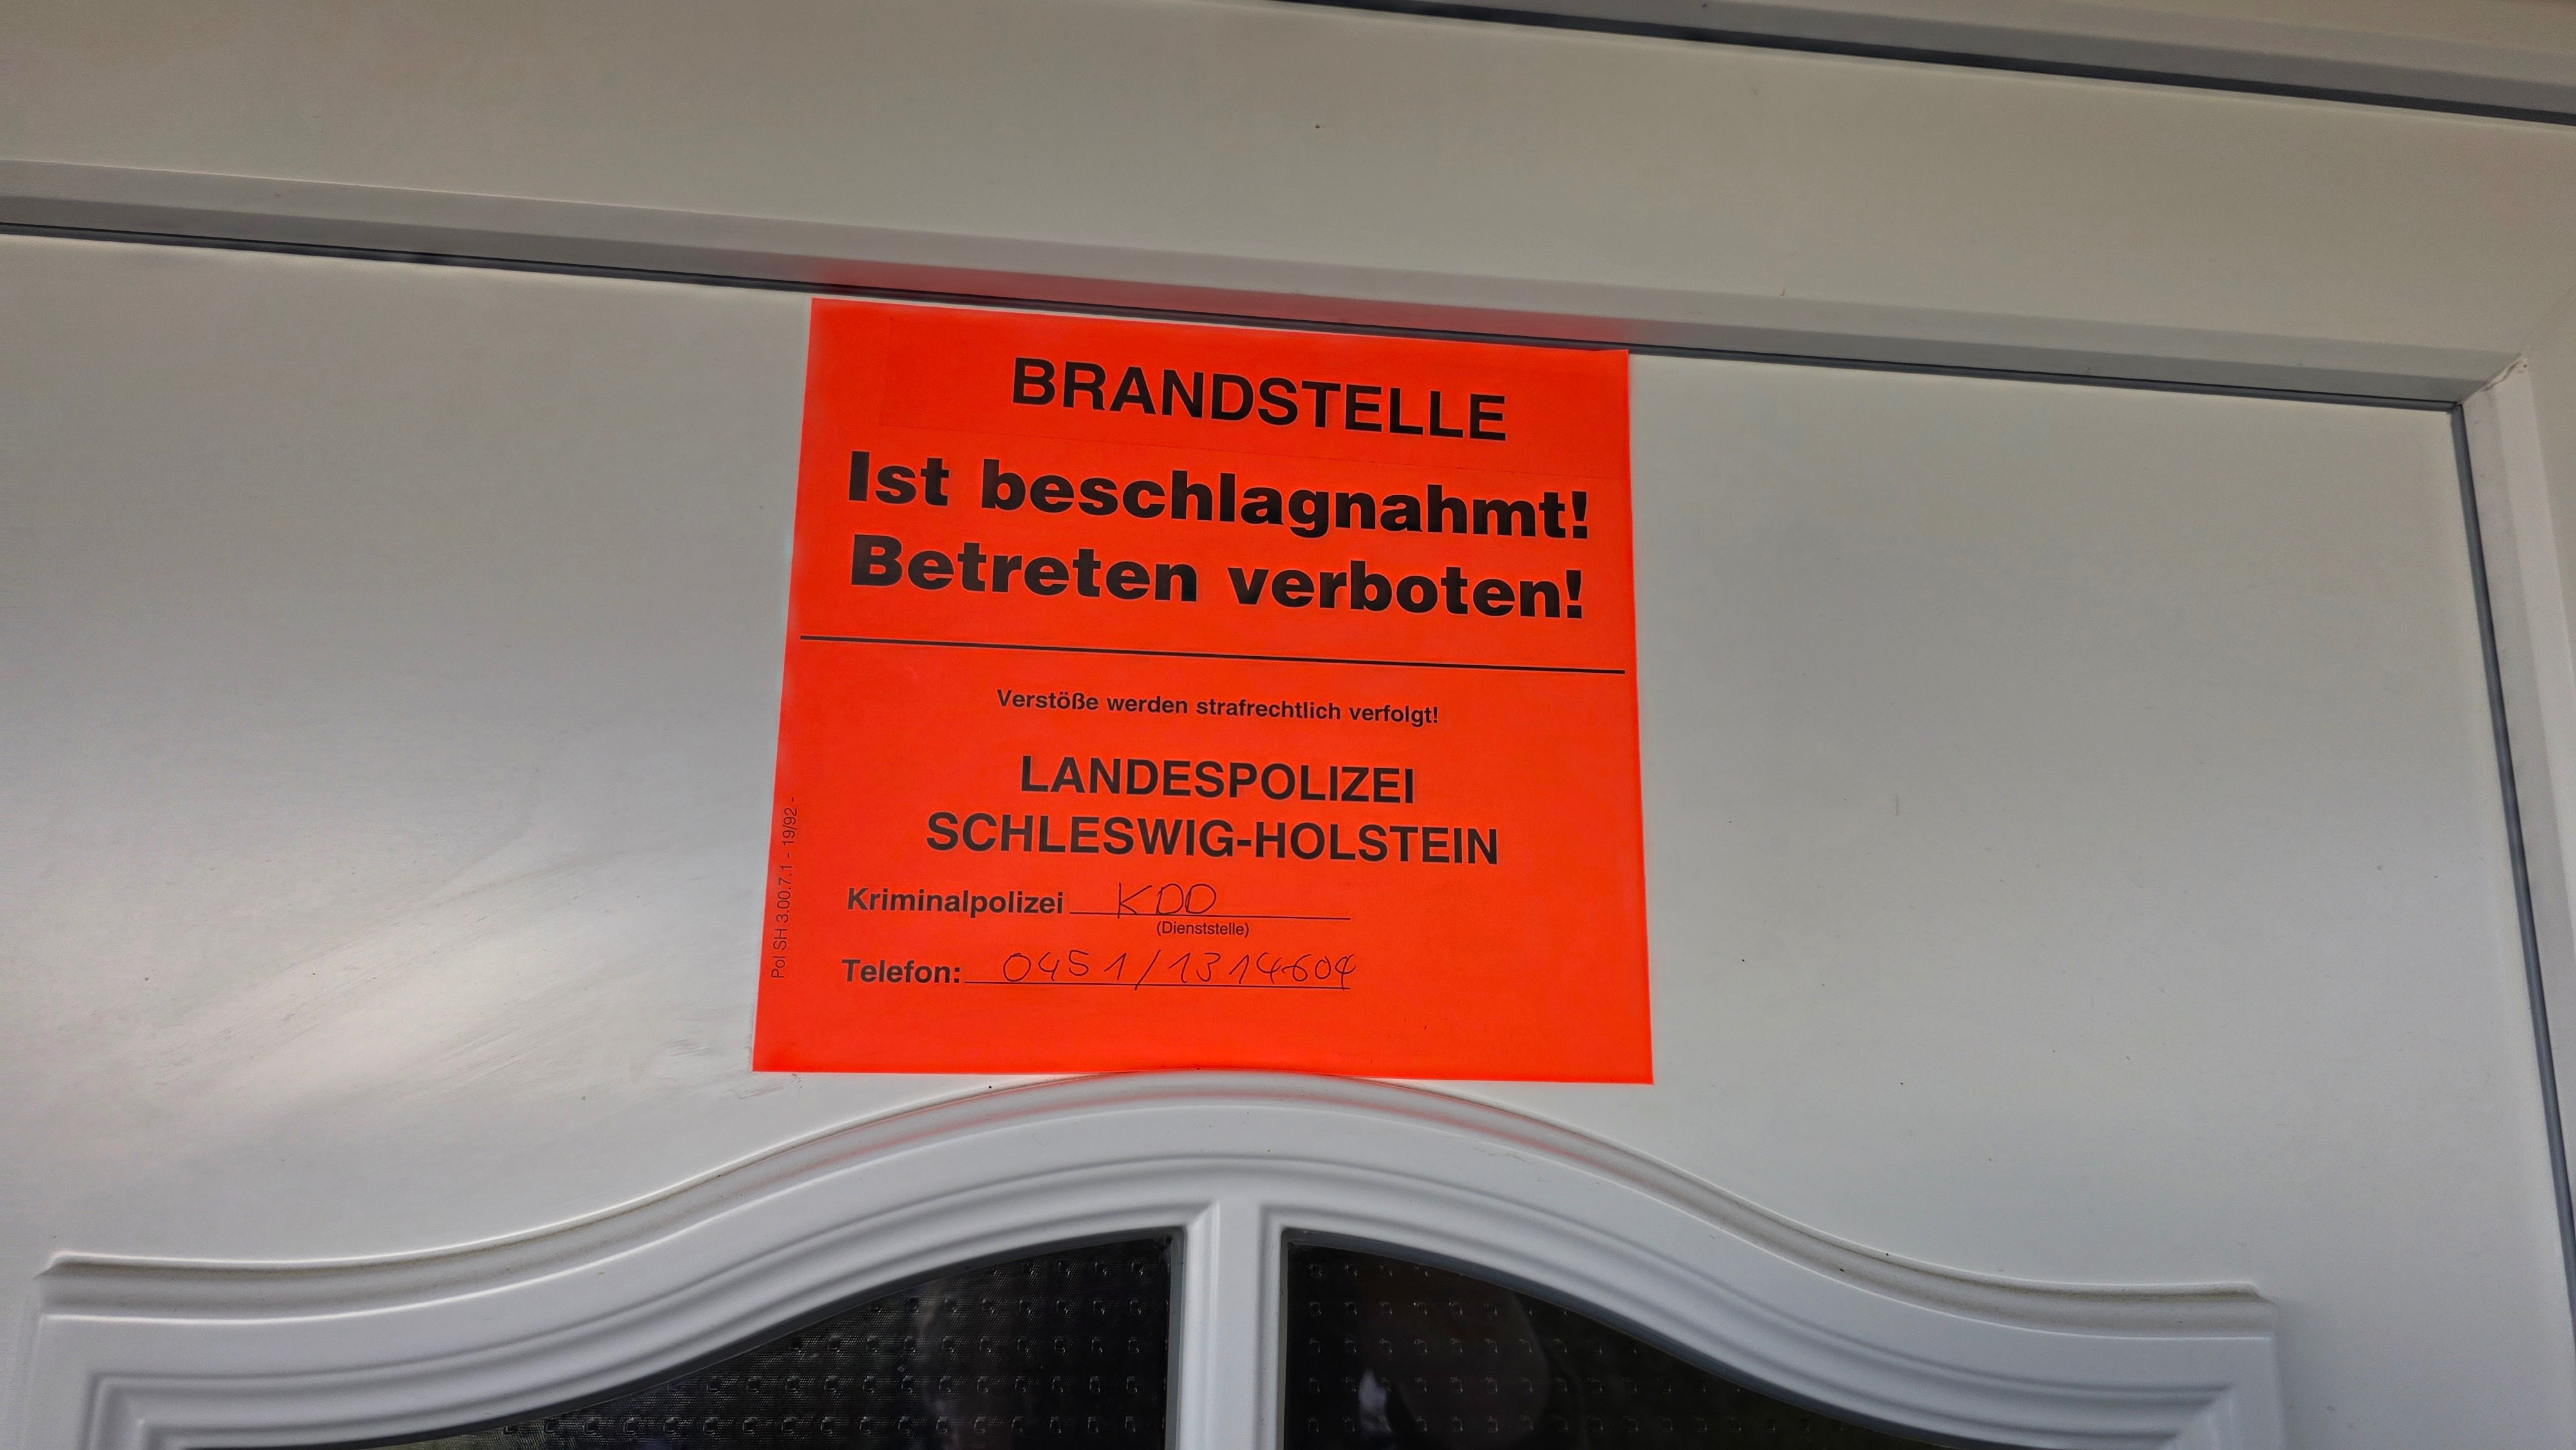 BRANDSTELLE
Ist beschlagnahmt!
Betreten verboten!
Verstöße werden strafrechtlich verfolgt!
LANDESPOLIZEI
SCHLESWIG-HOLSTEIN
Kriminalpolizei KDD
(Dienststelle)
Telefon: 0451/1314604
Pol SH 3.00.7.1 - 19/92 -